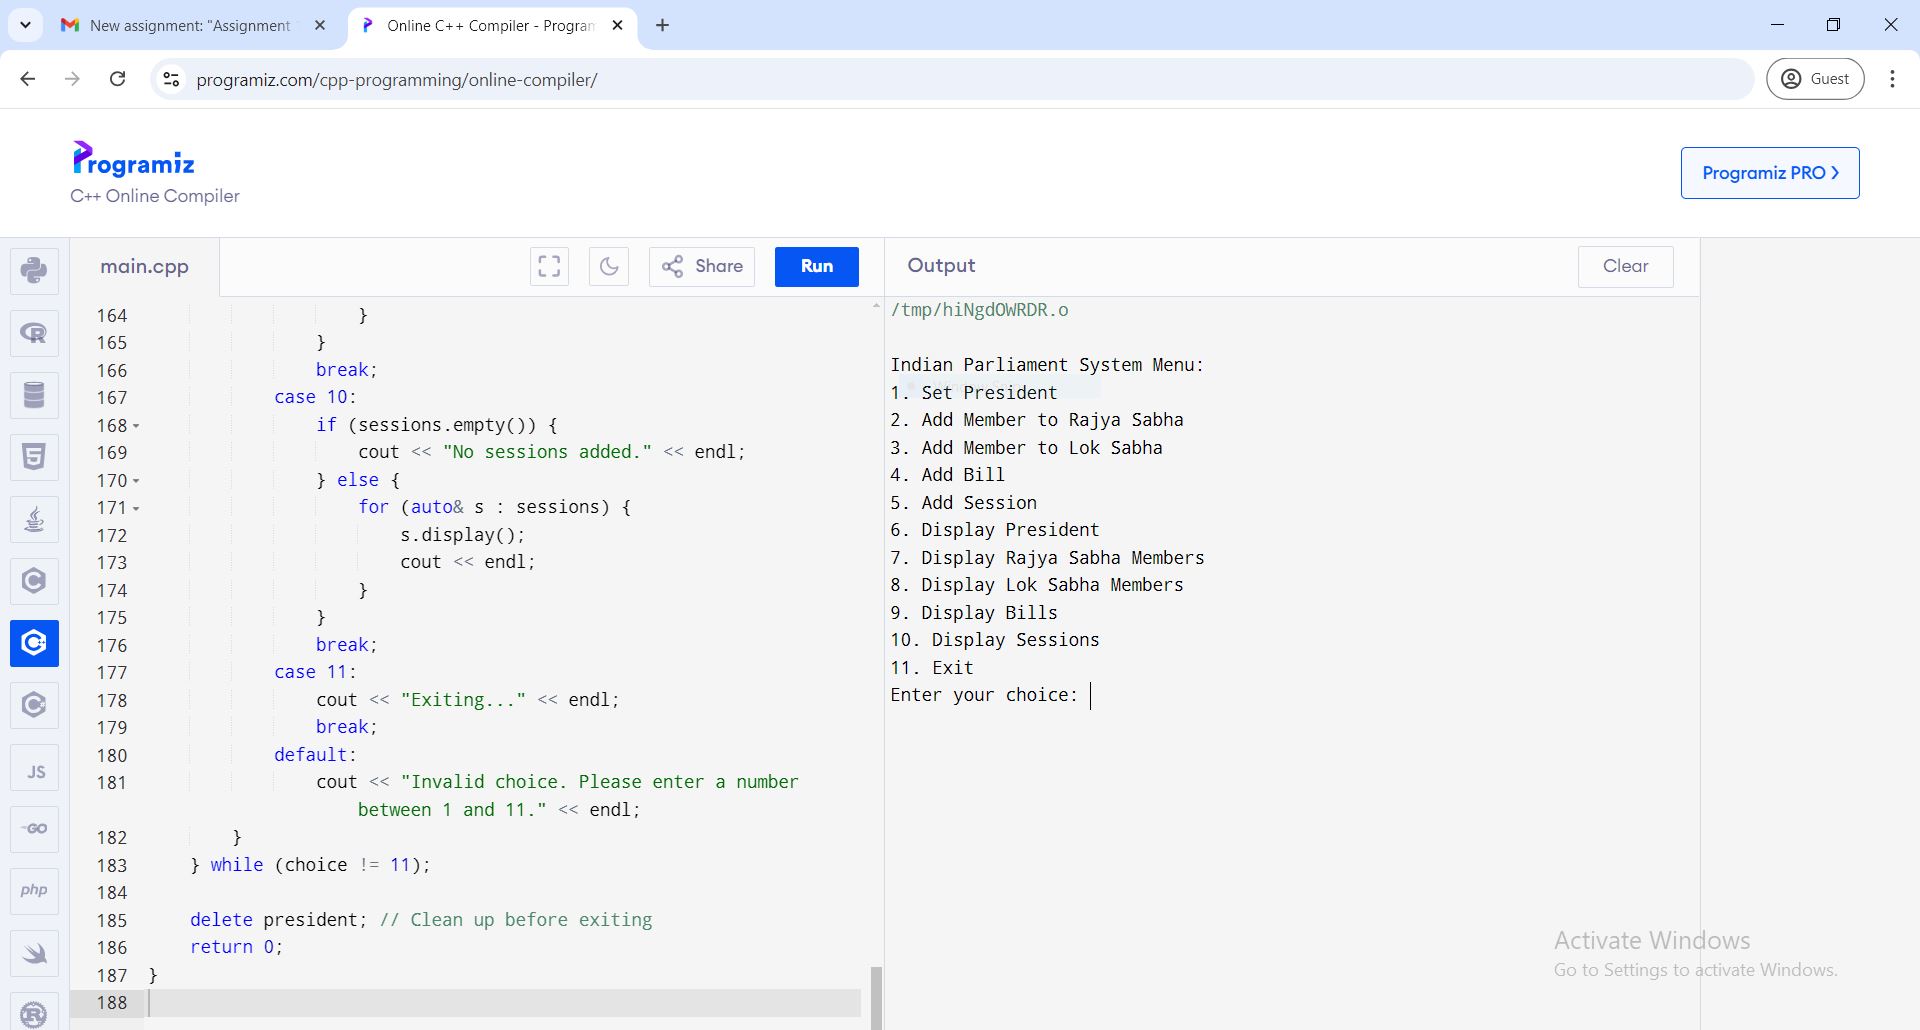 New assignment: "Assignment
Online C++ Compiler - Program
programiz.com/cpp-programming/online-compiler/
Guest
Programiz
C++ Online Compiler
Programiz PRO >
main.cpp
Share
Run
Output
Clear
164 }
165 }
166 break;
167 case 10:
168 if (sessions.empty()) {
169 cout << "No sessions added." << endl;
170 } else {
171 for (auto& s : sessions) {
172 s.display();
173 cout << endl;
174 }
175 }
176 break;
177 case 11:
178 cout << "Exiting..." << endl;
179 break;
180 default:
181 cout << "Invalid choice. Please enter a number
between 1 and 11." << endl;
182 }
183 } while (choice != 11);
184
185 delete president; // Clean up before exiting
186 return 0;
187 }
188
/tmp/hiNgdOWRDR.o
Indian Parliament System Menu:
1. Set President
2. Add Member to Rajya Sabha
3. Add Member to Lok Sabha
4. Add Bill
5. Add Session
6. Display President
7. Display Rajya Sabha Members
8. Display Lok Sabha Members
9. Display Bills
10. Display Sessions
11. Exit
Enter your choice:
JS
GO
php
Activate Windows
Go to Settings to activate Windows.